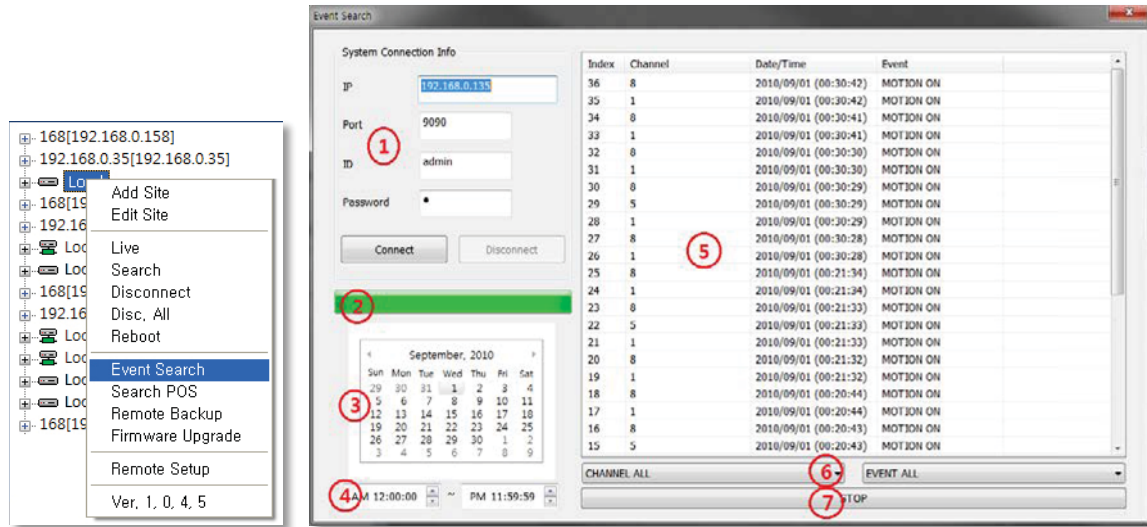 168[192.168.0.158]
192.168.0.35[192.168.0.35]
168[19
192.16
Loc
Loc
168[19
192.16
Loc
Loc
Loc
Loc
168[19
Add Site
Edit Site
Live
Search
Disconnect
Disc, All
Reboot
Event Search
Search POS
Remote Backup
Firmware Upgrade
Remote Setup
Ver, 1, 0, 4, 5
Event Search
System Connection Info
IP 192.168.0.135
Port 9090
1
ID admin
Password •
Connect Disconnect
2
September, 2010
Sun Mon Tue Wed Thu Fri Sat
29 30 31 1 2 3 4
5 6 7 8 9 10 11
12 13 14 15 16 17 18
19 20 21 22 23 24 25
26 27 28 29 30 1 2
3 4 5 6 7 8 9
3
4
AM 12:00:00 ~ PM 11:59:59
Index Channel Date/Time Event
36 8 2010/09/01 (00:30:42) MOTION ON
35 1 2010/09/01 (00:30:42) MOTION ON
34 8 2010/09/01 (00:30:41) MOTION ON
33 1 2010/09/01 (00:30:41) MOTION ON
32 8 2010/09/01 (00:30:30) MOTION ON
31 1 2010/09/01 (00:30:30) MOTION ON
30 8 2010/09/01 (00:30:29) MOTION ON
29 5 2010/09/01 (00:30:29) MOTION ON
28 1 2010/09/01 (00:30:29) MOTION ON
27 8 2010/09/01 (00:30:28) MOTION ON
26 1 2010/09/01 (00:30:28) MOTION ON
5
25 8 2010/09/01 (00:21:34) MOTION ON
24 1 2010/09/01 (00:21:34) MOTION ON
23 8 2010/09/01 (00:21:33) MOTION ON
22 5 2010/09/01 (00:21:33) MOTION ON
21 1 2010/09/01 (00:21:33) MOTION ON
20 8 2010/09/01 (00:21:32) MOTION ON
19 1 2010/09/01 (00:21:32) MOTION ON
18 8 2010/09/01 (00:20:44) MOTION ON
17 1 2010/09/01 (00:20:44) MOTION ON
16 8 2010/09/01 (00:20:43) MOTION ON
15 5 2010/09/01 (00:20:43) MOTION ON
CHANNEL ALL 6 EVENT ALL
7 STOP